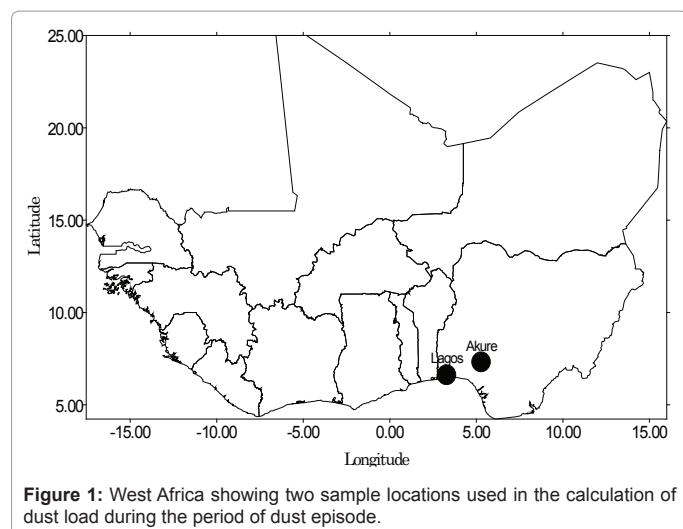 25.00
20.00
Latitude
15.00
10.00
Akure
Lagos
5.00
-15.00 -10.00 -5.00 0.00 5.00 10.00 15.00
Longitude
Figure 1: West Africa showing two sample locations used in the calculation of
dust load during the period of dust episode.